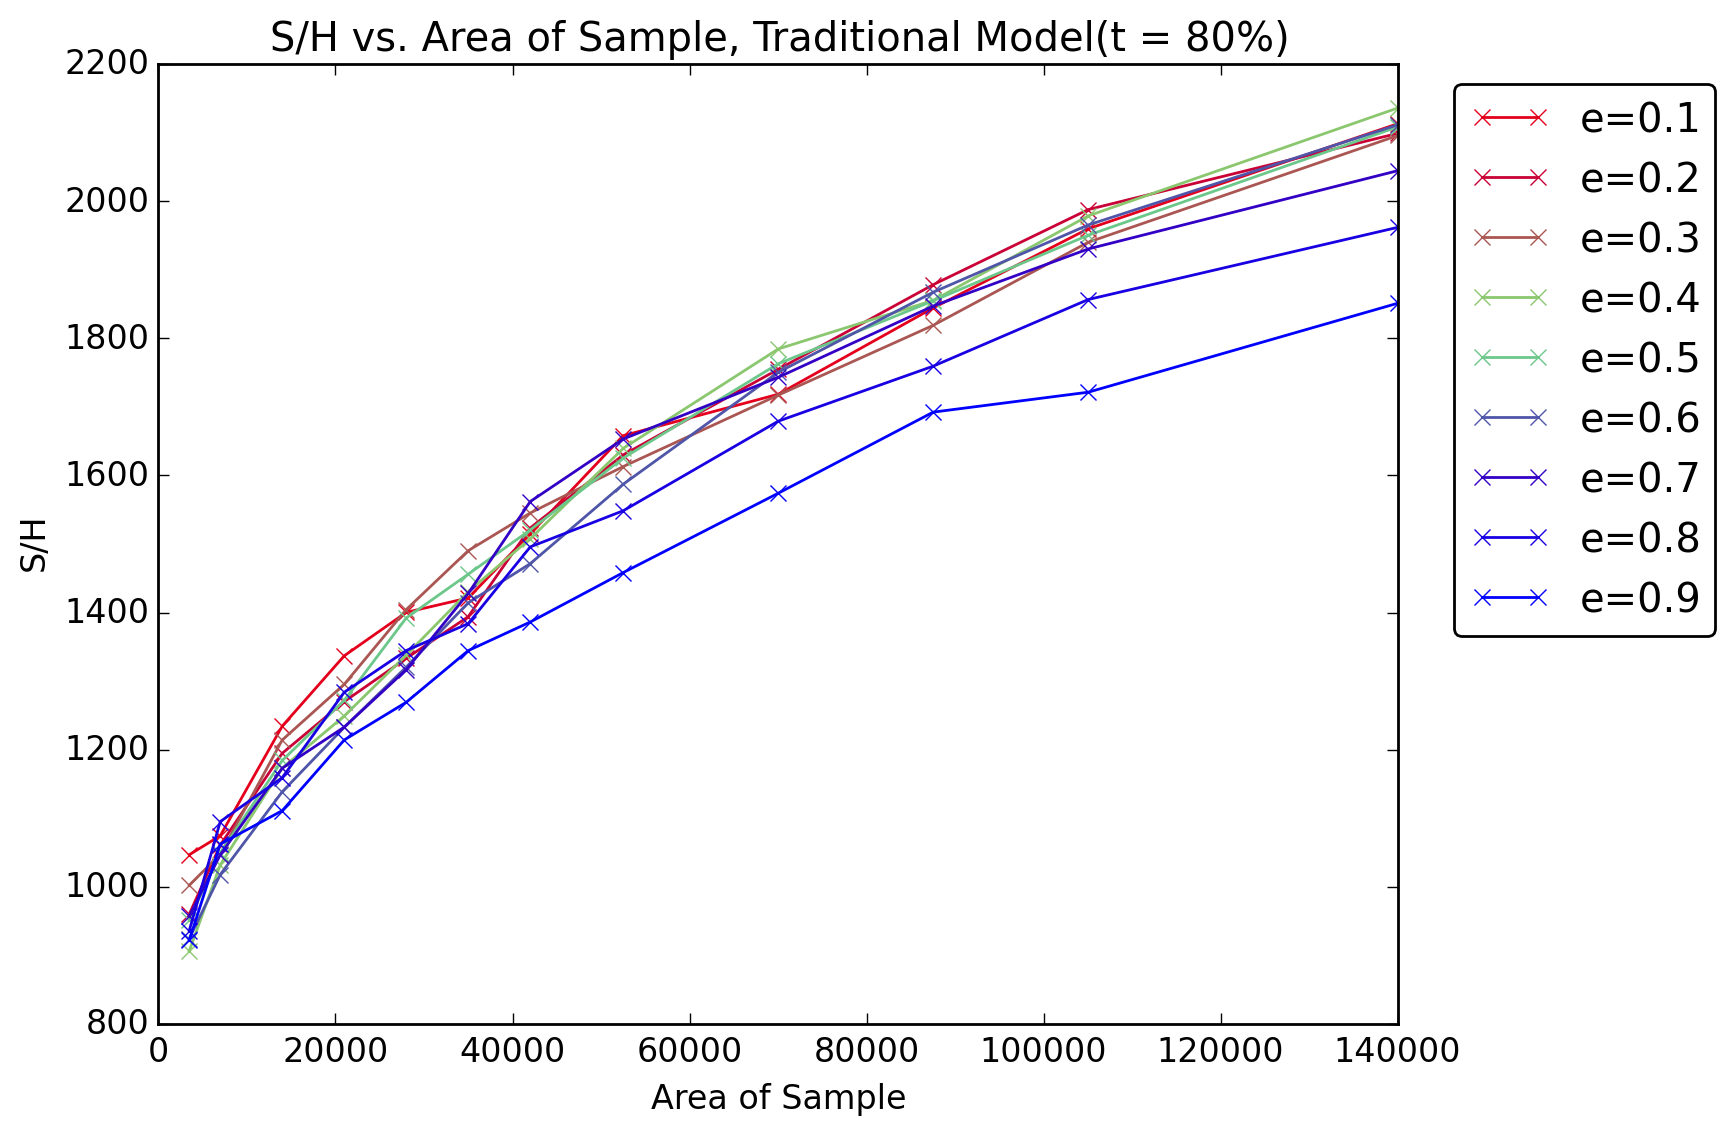 S/H vs. Area of Sample, Traditional Model(t = 80%)
2200
2000
1800
1600
1400
1200
1000
800
S/H
0 20000 40000 60000 80000 100000 120000 140000
Area of Sample
e=0.1
e=0.2
e=0.3
e=0.4
e=0.5
e=0.6
e=0.7
e=0.8
e=0.9